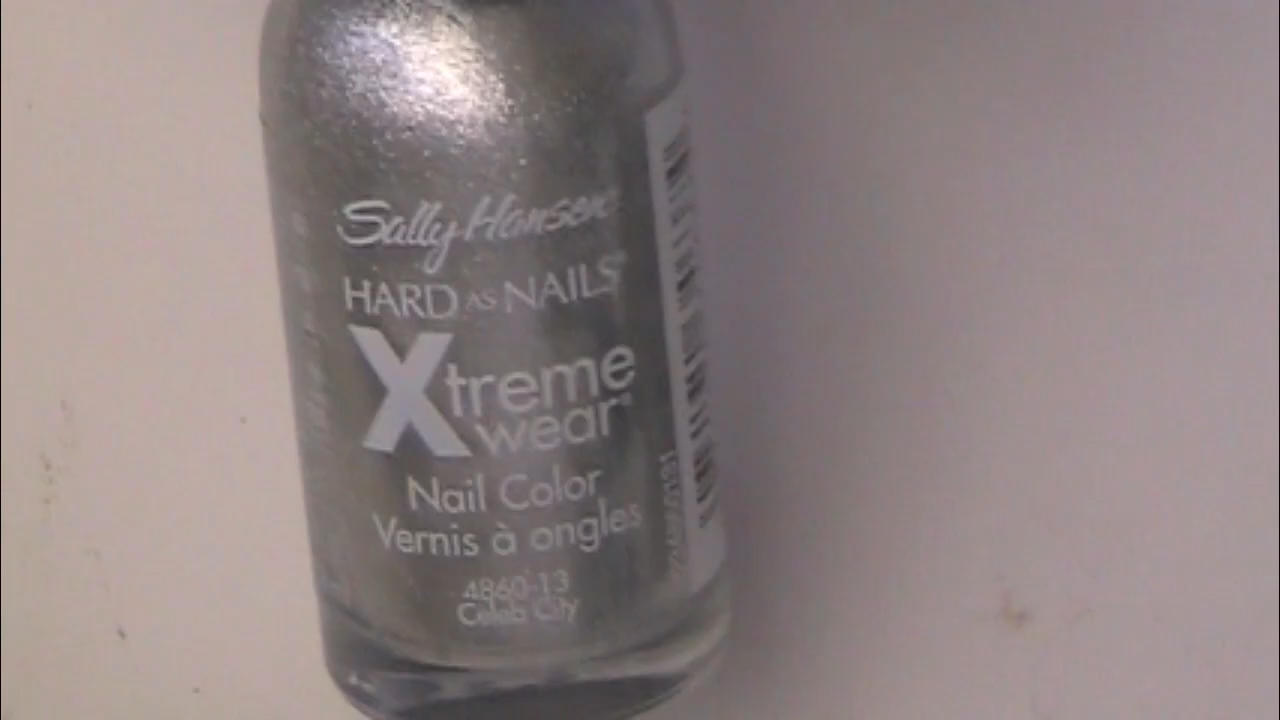 Sally Hansen®
HARD AS NAILS®
Xtreme
wear®
Nail Color
Vernis à ongles
4860-13
Celeb City